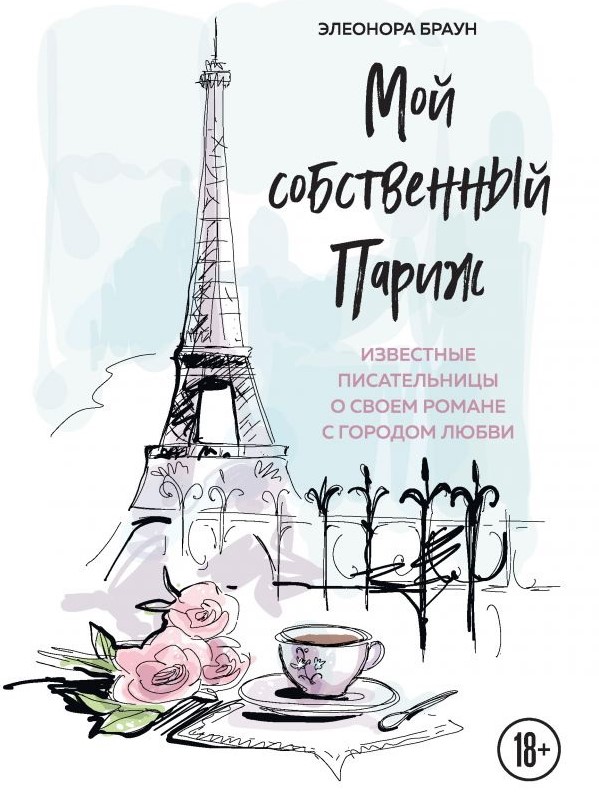 ЭЛЕОНОРА БРАУН
Мой
собственный
Париж
ИЗВЕСТНЫЕ
ПИСАТЕЛЬНИЦЫ
О СВОЕМ РОМАНЕ
С ГОРОДОМ ЛЮБВИ
18+